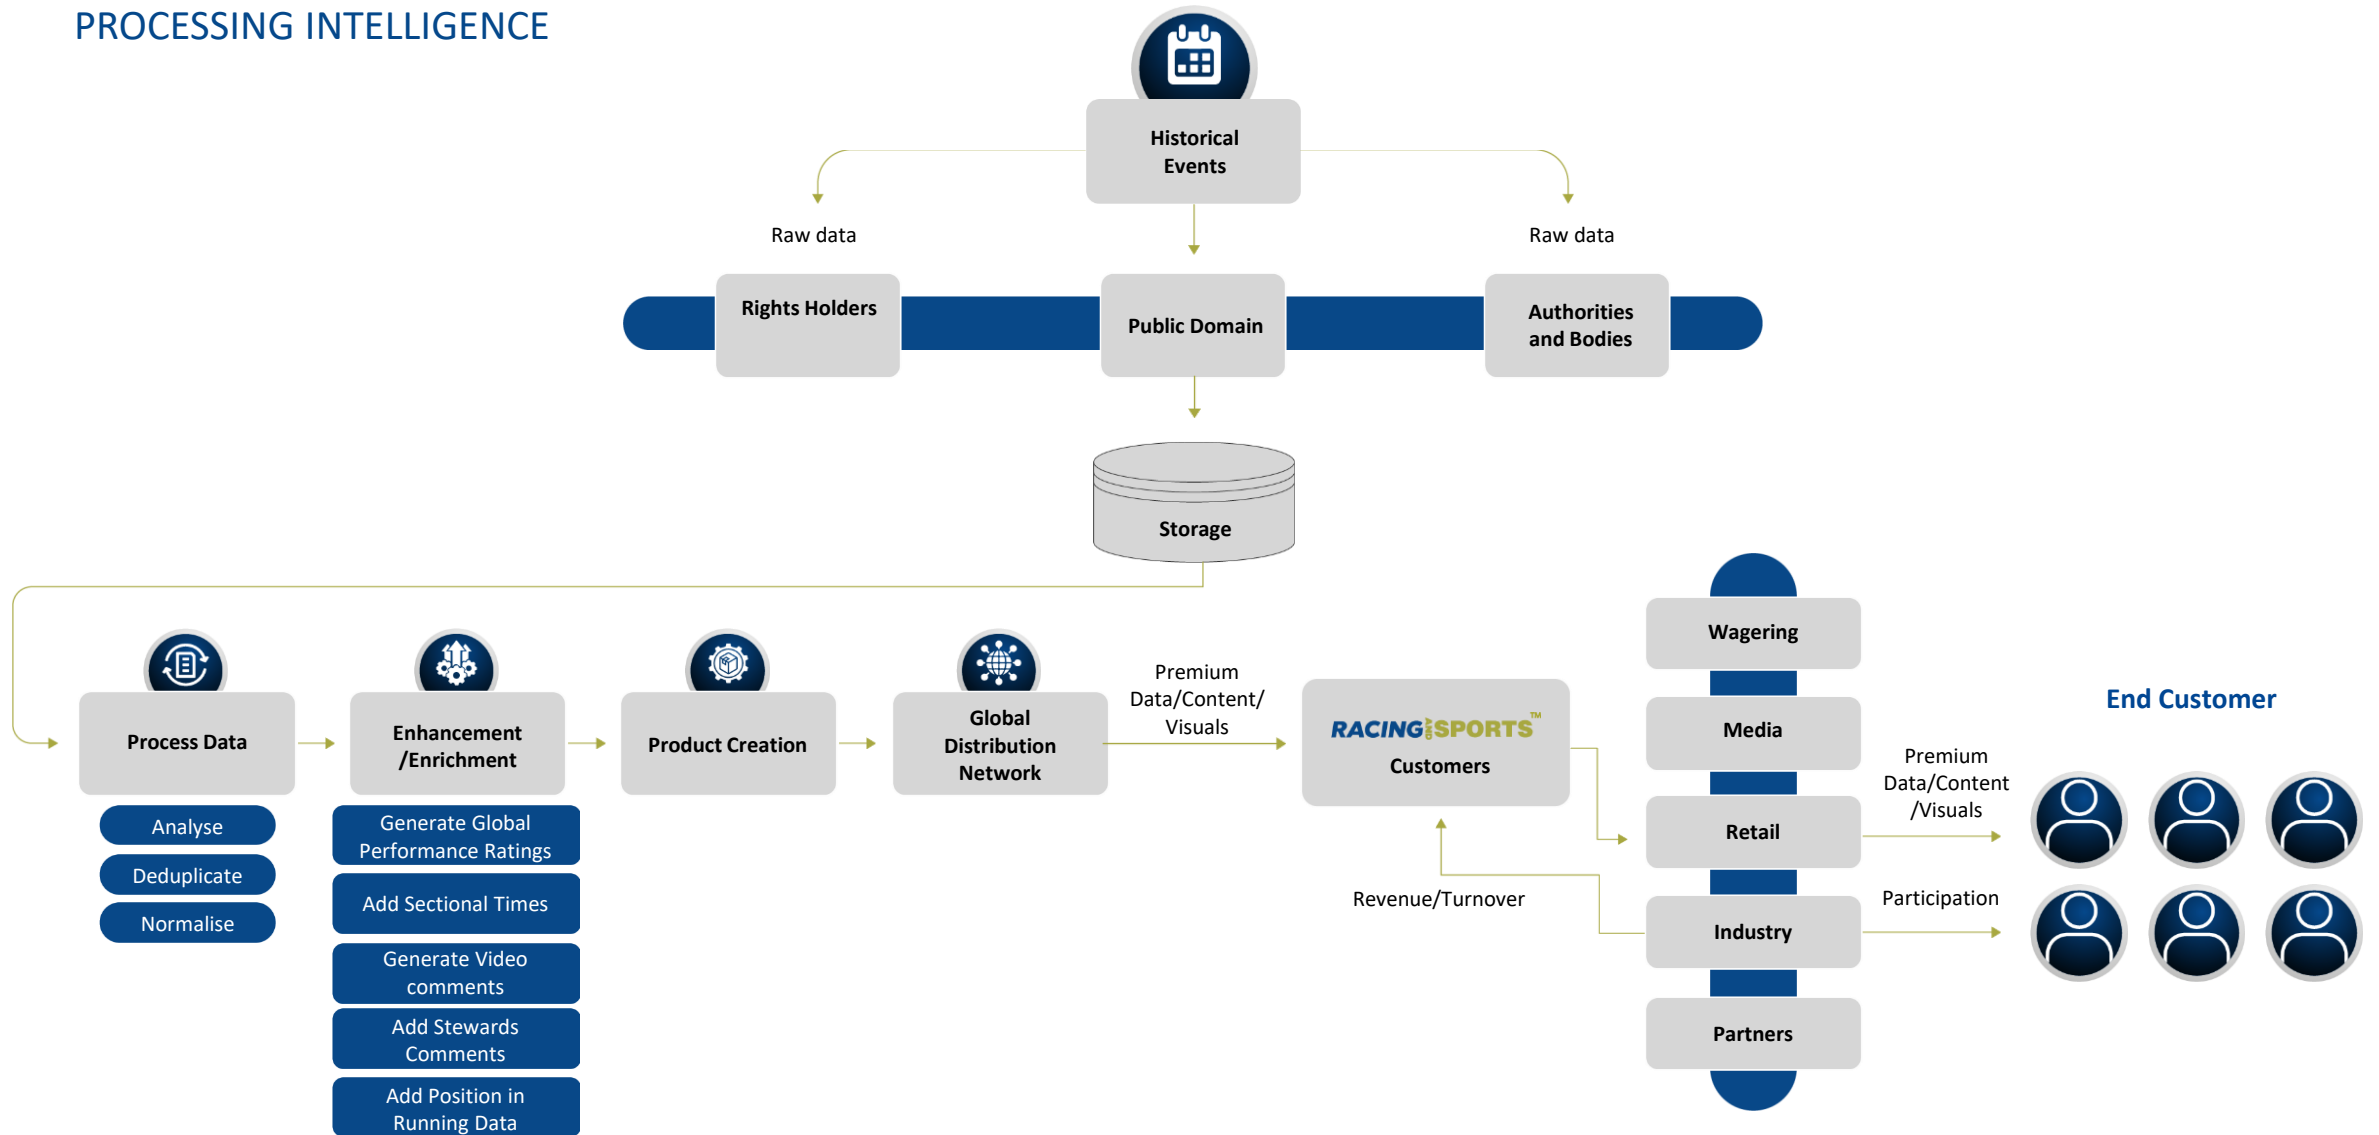 PROCESSING INTELLIGENCE
Historical
Events
Raw data
Raw data
Rights Holders
Public Domain
Authorities
and Bodies
Storage
Process Data
Analyse
Deduplicate
Normalise
Enhancement
/Enrichment
Generate Global
Performance Ratings
Add Sectional Times
Generate Video
comments
Add Stewards
Comments
Add Position in
Running Data
Product Creation
Global
Distribution
Network
Premium
Data/Content/
Visuals
RACING AND SPORTS™
Customers
Revenue/Turnover
Wagering
Media
Retail
Industry
Partners
End Customer
Premium
Data/Content
/Visuals
Participation